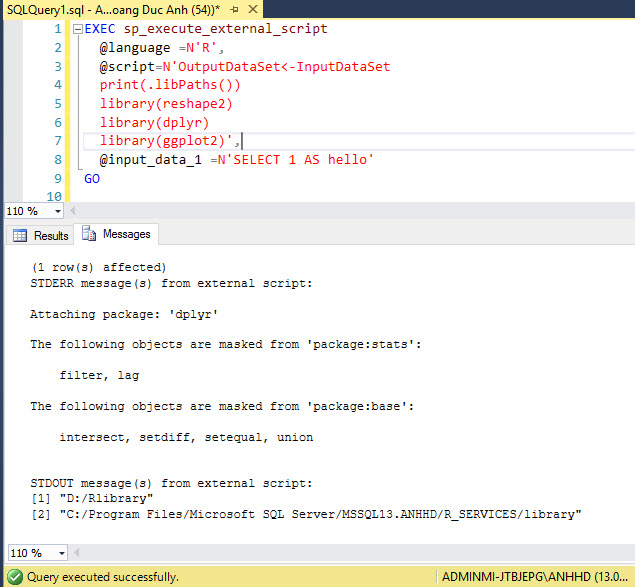 SQLQuery1.sql - A...oang Duc Anh (54))*
1 EXEC sp_execute_external_script
2 @language =N'R',
3 @script=N'OutputDataSet<-InputDataSet
4 print(.libPaths())
5 library(reshape2)
6 library(dplyr)
7 library(ggplot2)',
8 @input_data_1 =N'SELECT 1 AS hello'
9 GO
10
110 %
Results Messages
(1 row(s) affected)
STDERR message(s) from external script:
Attaching package: 'dplyr'
The following objects are masked from 'package:stats':
filter, lag
The following objects are masked from 'package:base':
intersect, setdiff, setequal, union
STDOUT message(s) from external script:
[1] "D:/Rlibrary"
[2] "C:/Program Files/Microsoft SQL Server/MSSQL13.ANHHD/R_SERVICES/library"
110 %
Query executed successfully. ADMINMI-JTBJEPG\ANHHD (13.0...